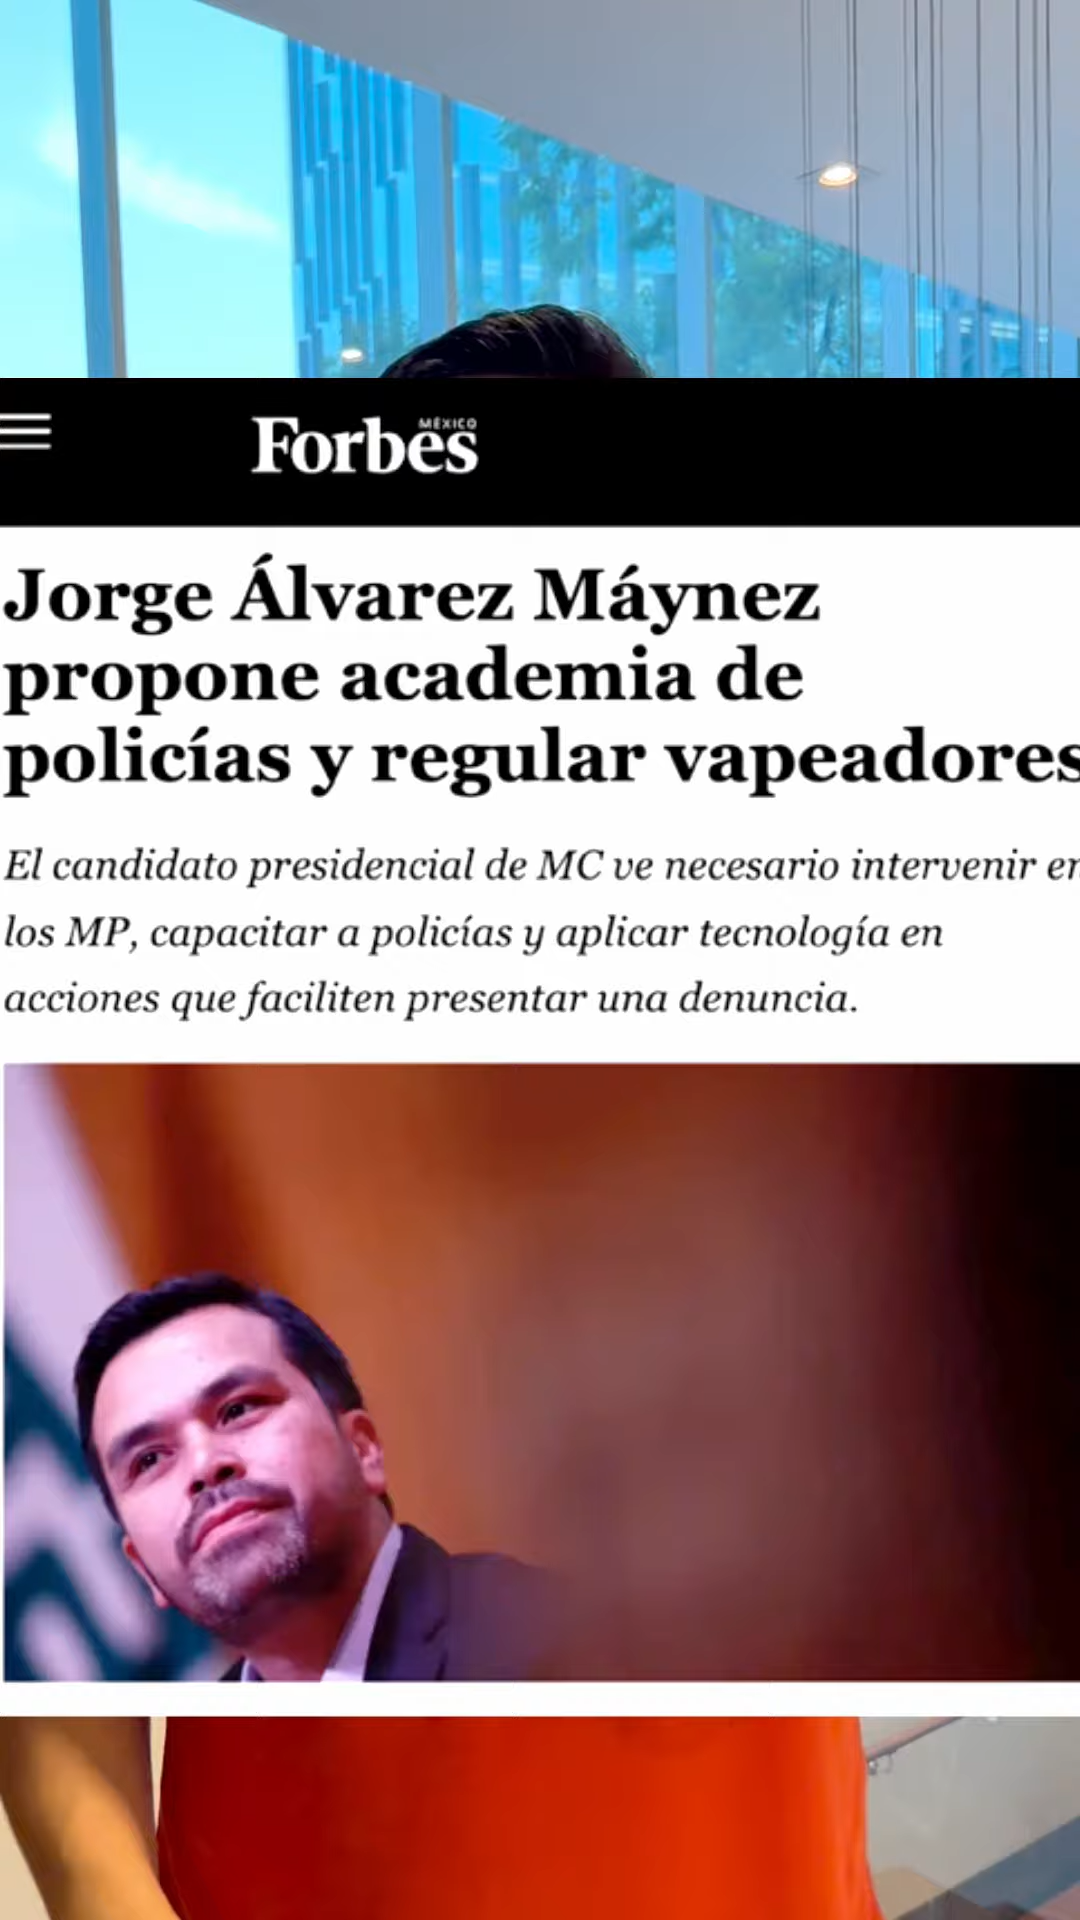 Forbes
MÉXICO
Jorge Álvarez Máynez
propone academia de
policías y regular vapeadores
El candidato presidencial de MC ve necesario intervenir en
los MP, capacitar a policías y aplicar tecnología en
acciones que faciliten presentar una denuncia.